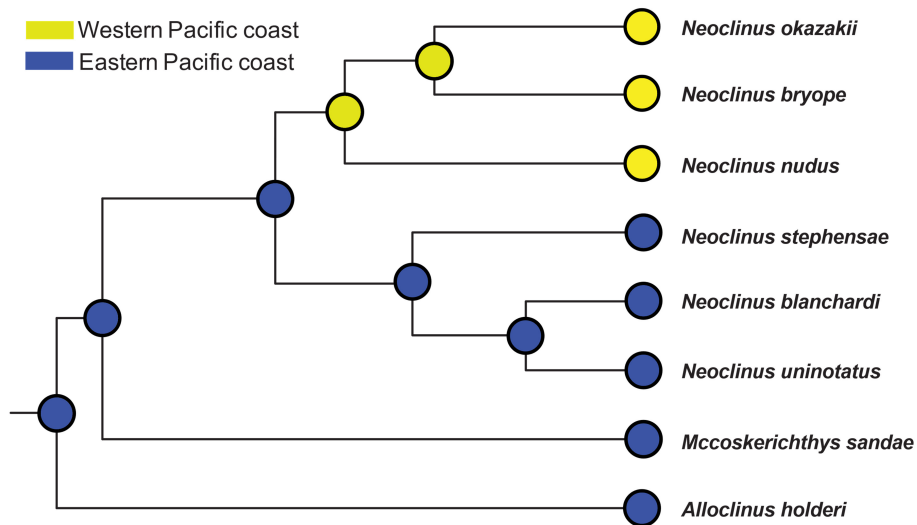 Western Pacific coast
Eastern Pacific coast
Neoclinus okazakii
Neoclinus bryope
Neoclinus nudus
Neoclinus stephensae
Neoclinus blanchardi
Neoclinus uninotatus
Mccoskerichthys sandae
Alloclinus holderi